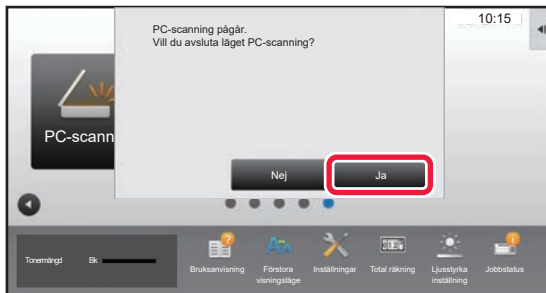 PC-scanning pågår.
Vill du avsluta läget PC-scanning?
10:15
PC-scann
Nej
Ja
Tonermängd
Bk
Bruksanvisning
Förstora
visningsläge
Inställningar
Total räkning
Ljusstyrka
inställning
Jobbstatus